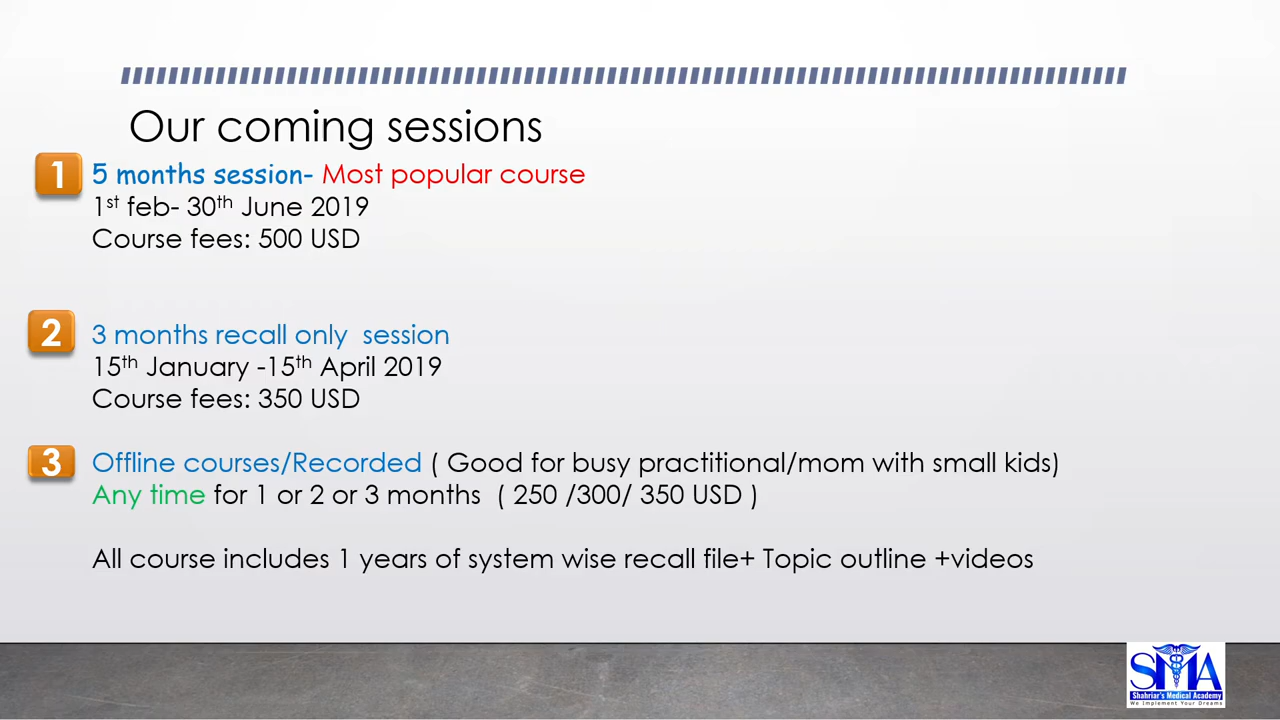 Our coming sessions
1 5 months session- Most popular course
1st feb- 30th June 2019
Course fees: 500 USD
2 3 months recall only session
15th January -15th April 2019
Course fees: 350 USD
3 Offline courses/Recorded ( Good for busy practitional/mom with small kids)
Any time for 1 or 2 or 3 months ( 250 /300/ 350 USD )
All course includes 1 years of system wise recall file+ Topic outline +videos
SMA
Shahriar's Medical Academy
We Implement Your Dreams